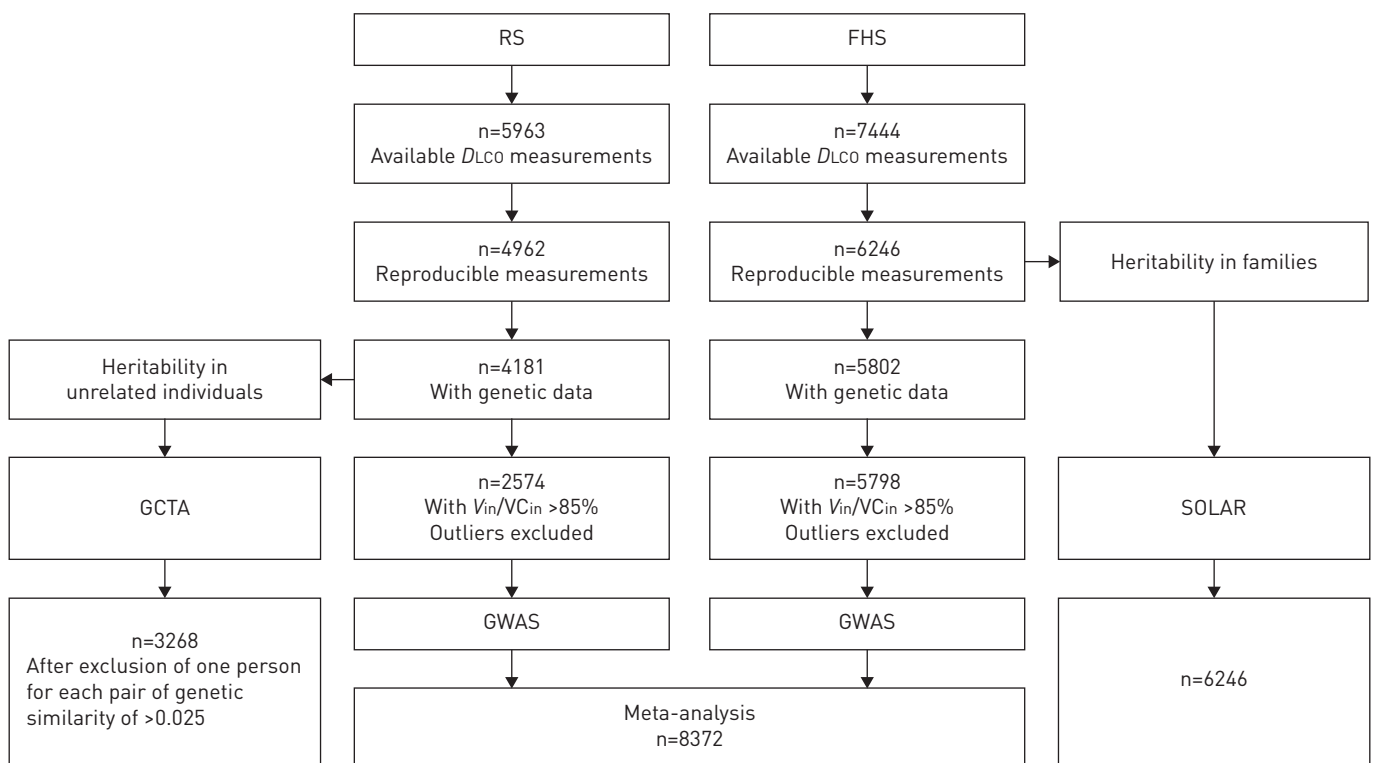 RS
FHS
n=5963
Available DLCO measurements
n=7444
Available DLCO measurements
n=4962
Reproducible measurements
n=6246
Reproducible measurements
Heritability in families
Heritability in
unrelated individuals
n=4181
With genetic data
n=5802
With genetic data
GCTA
n=2574
With Vin/VCin >85%
Outliers excluded
n=5798
With Vin/VCin >85%
Outliers excluded
SOLAR
n=3268
After exclusion of one person
for each pair of genetic
similarity of >0.025
GWAS
GWAS
n=6246
Meta-analysis
n=8372